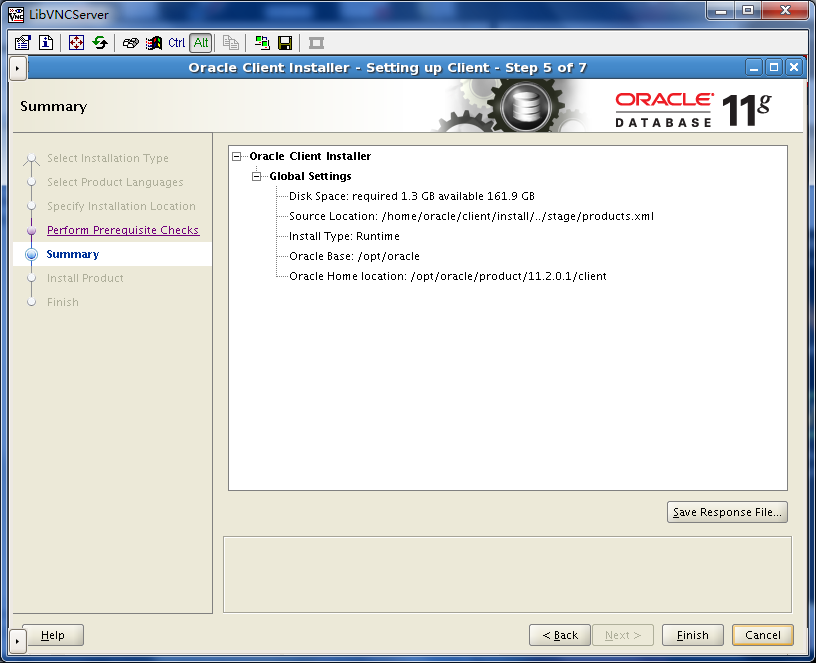 LibVNCServer
Ctrl Alt
Oracle Client Installer - Setting up Client - Step 5 of 7
Summary
ORACLE
DATABASE 11g
Select Installation Type
Select Product Languages
Specify Installation Location
Perform Prerequisite Checks
Summary
Install Product
Finish
Oracle Client Installer
Global Settings
Disk Space: required 1.3 GB available 161.9 GB
Source Location: /home/oracle/client/install/../stage/products.xml
Install Type: Runtime
Oracle Base: /opt/oracle
Oracle Home location: /opt/oracle/product/11.2.0.1/client
Save Response File...
Help
< Back
Next >
Finish
Cancel